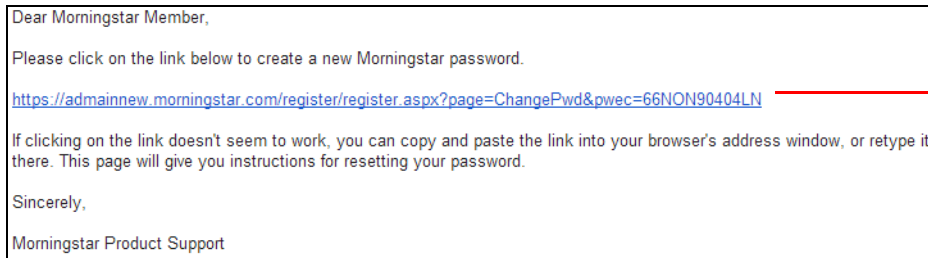 Dear Morningstar Member,
Please click on the link below to create a new Morningstar password.
https://admainnew.morningstar.com/register/register.aspx?page=ChangePwd&pwec=66NON90404LN
If clicking on the link doesn't seem to work, you can copy and paste the link into your browser's address window, or retype it
there. This page will give you instructions for resetting your password.
Sincerely,
Morningstar Product Support